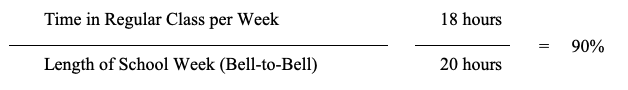 Time in Regular Class per Week 18 hours
= 90%
Length of School Week (Bell-to-Bell) 20 hours